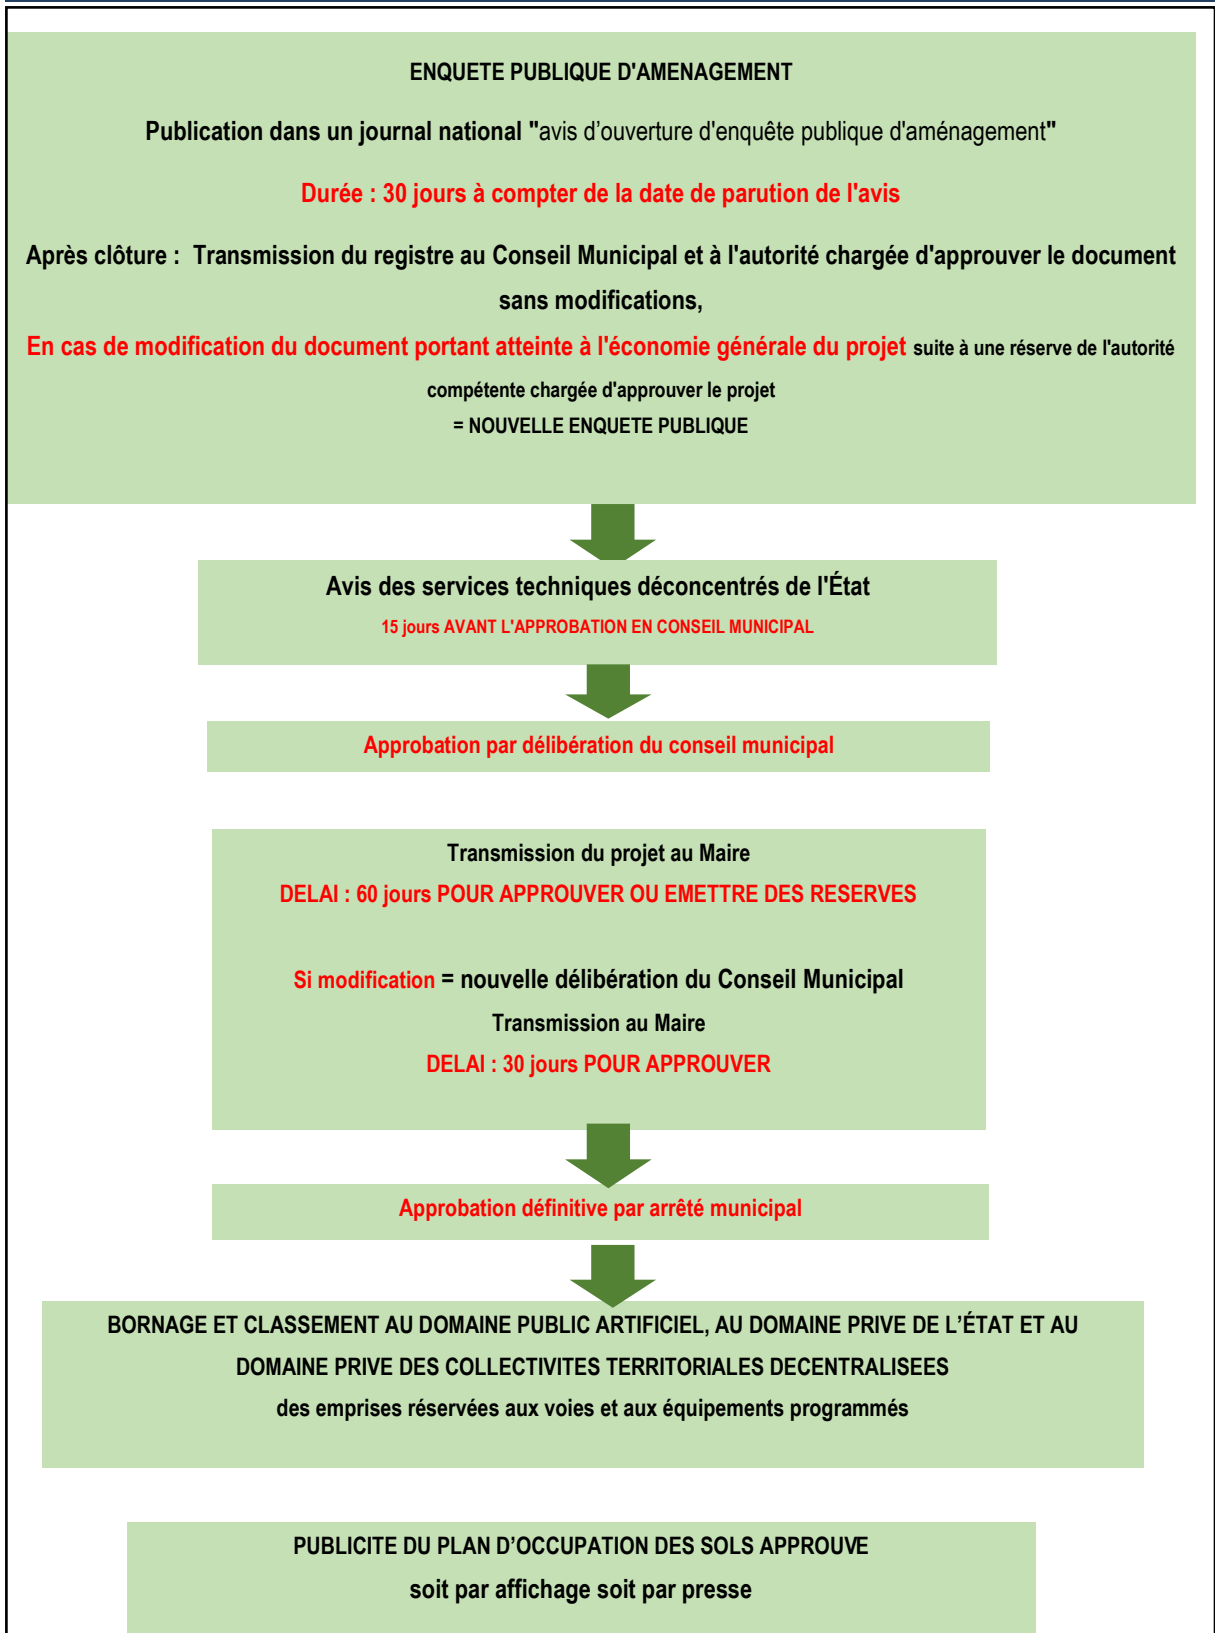 ENQUETE PUBLIQUE D'AMENAGEMENT
Publication dans un journal national "avis d’ouverture d'enquête publique d'aménagement"
Durée : 30 jours à compter de la date de parution de l'avis
Après clôture : Transmission du registre au Conseil Municipal et à l'autorité chargée d'approuver le document
sans modifications,
En cas de modification du document portant atteinte à l'économie générale du projet suite à une réserve de l'autorité
compétente chargée d'approuver le projet
= NOUVELLE ENQUETE PUBLIQUE
Avis des services techniques déconcentrés de l'État
15 jours AVANT L'APPROBATION EN CONSEIL MUNICIPAL
Approbation par délibération du conseil municipal
Transmission du projet au Maire
DELAI : 60 jours POUR APPROUVER OU EMETTRE DES RESERVES
Si modification = nouvelle délibération du Conseil Municipal
Transmission au Maire
DELAI : 30 jours POUR APPROUVER
Approbation définitive par arrêté municipal
BORNAGE ET CLASSEMENT AU DOMAINE PUBLIC ARTIFICIEL, AU DOMAINE PRIVE DE L’ÉTAT ET AU
DOMAINE PRIVE DES COLLECTIVITES TERRITORIALES DECENTRALISEES
des emprises réservées aux voies et aux équipements programmés
PUBLICITE DU PLAN D’OCCUPATION DES SOLS APPROUVE
soit par affichage soit par presse